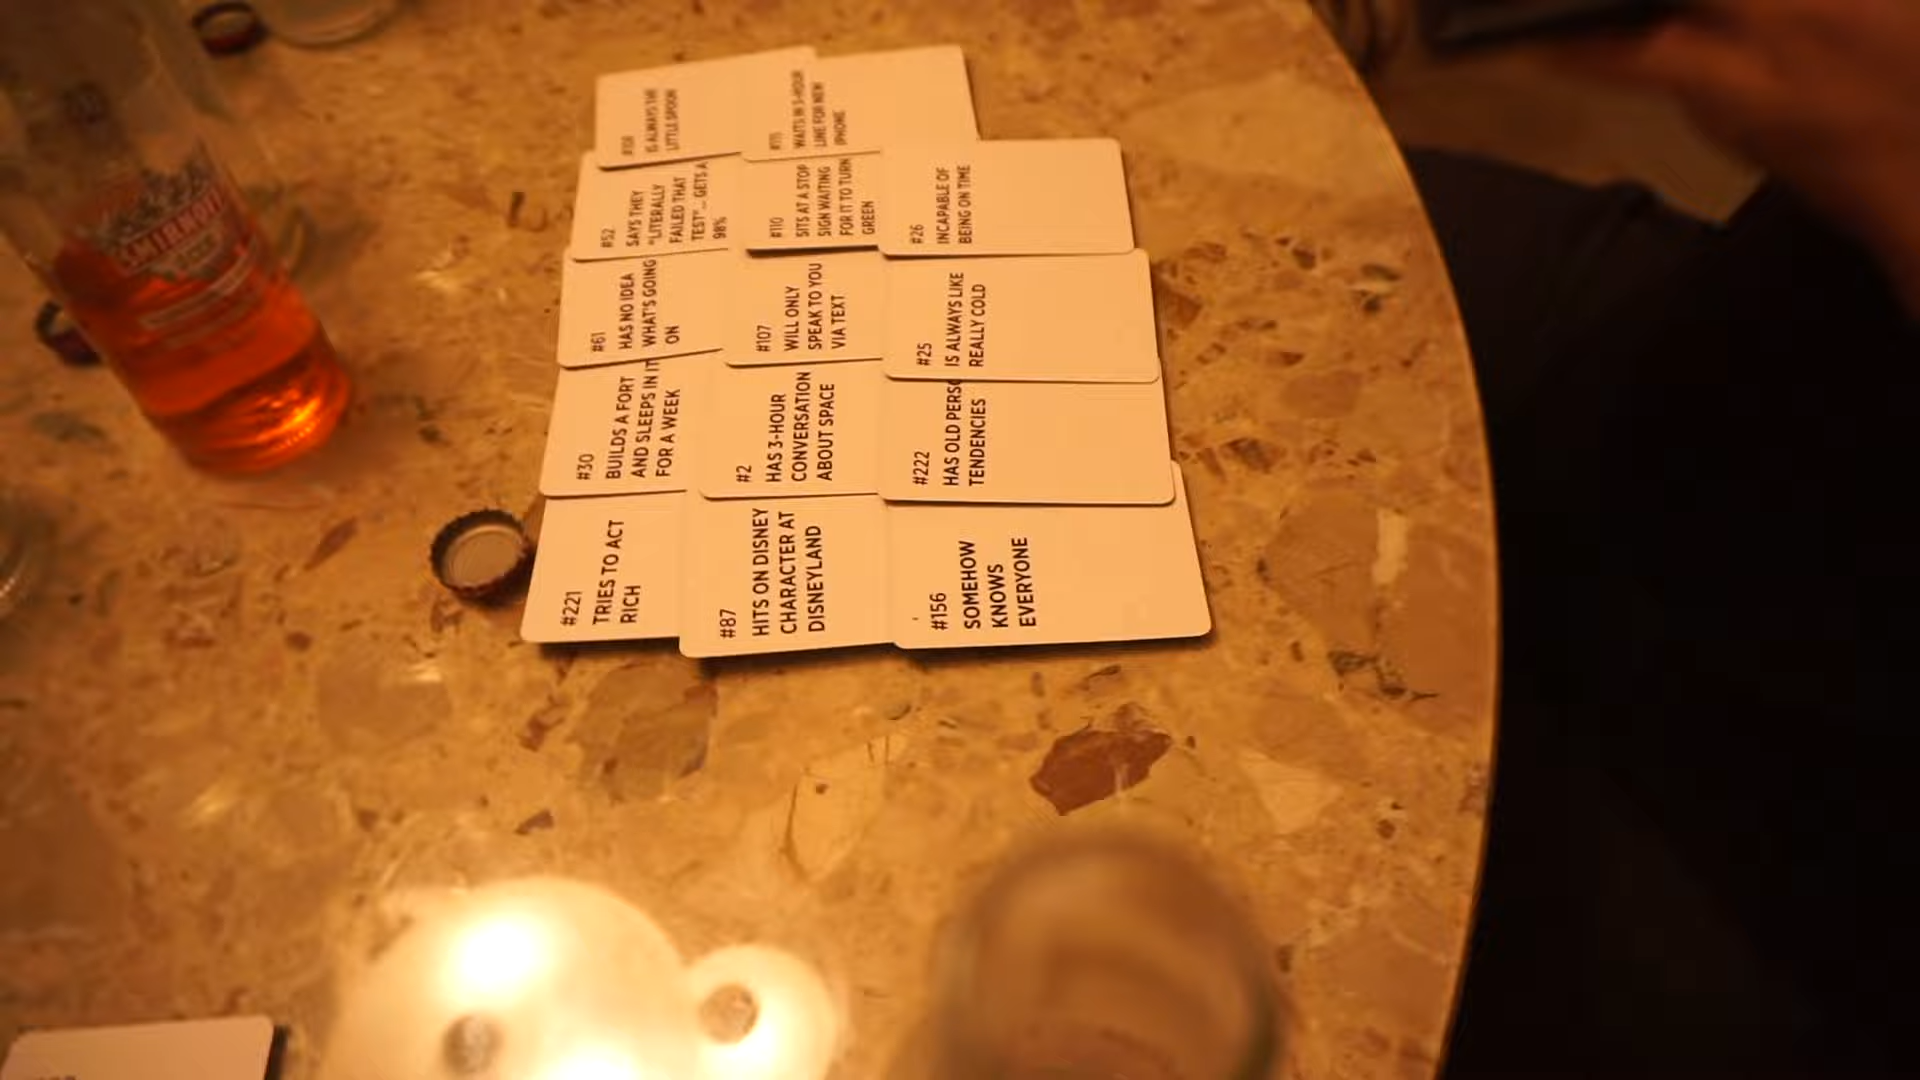 IS ALWAYS THE
LITTLE SPOON
WAITS IN 5-HOUR
LINE FOR NEW
IPHONE
#52
SAYS THEY
"LITERALLY
FAILED THAT
TEST"... GETS A
98%
#110
SITS AT A STOP
SIGN WAITING
FOR IT TO TURN
GREEN
#26
INCAPABLE OF
BEING ON TIME
#61
HAS NO IDEA
WHAT'S GOING
ON
#107
WILL ONLY
SPEAK TO YOU
VIA TEXT
#25
IS ALWAYS LIKE
REALLY COLD
#30
BUILDS A FORT
AND SLEEPS IN IT
FOR A WEEK
#2
HAS 3-HOUR
CONVERSATION
ABOUT SPACE
#222
HAS OLD PERSO
TENDENCIES
#221
TRIES TO ACT
RICH
#87
HITS ON DISNEY
CHARACTER AT
DISNEYLAND
#156
SOMEHOW
KNOWS
EVERYONE
SMIRNOFF
ICE